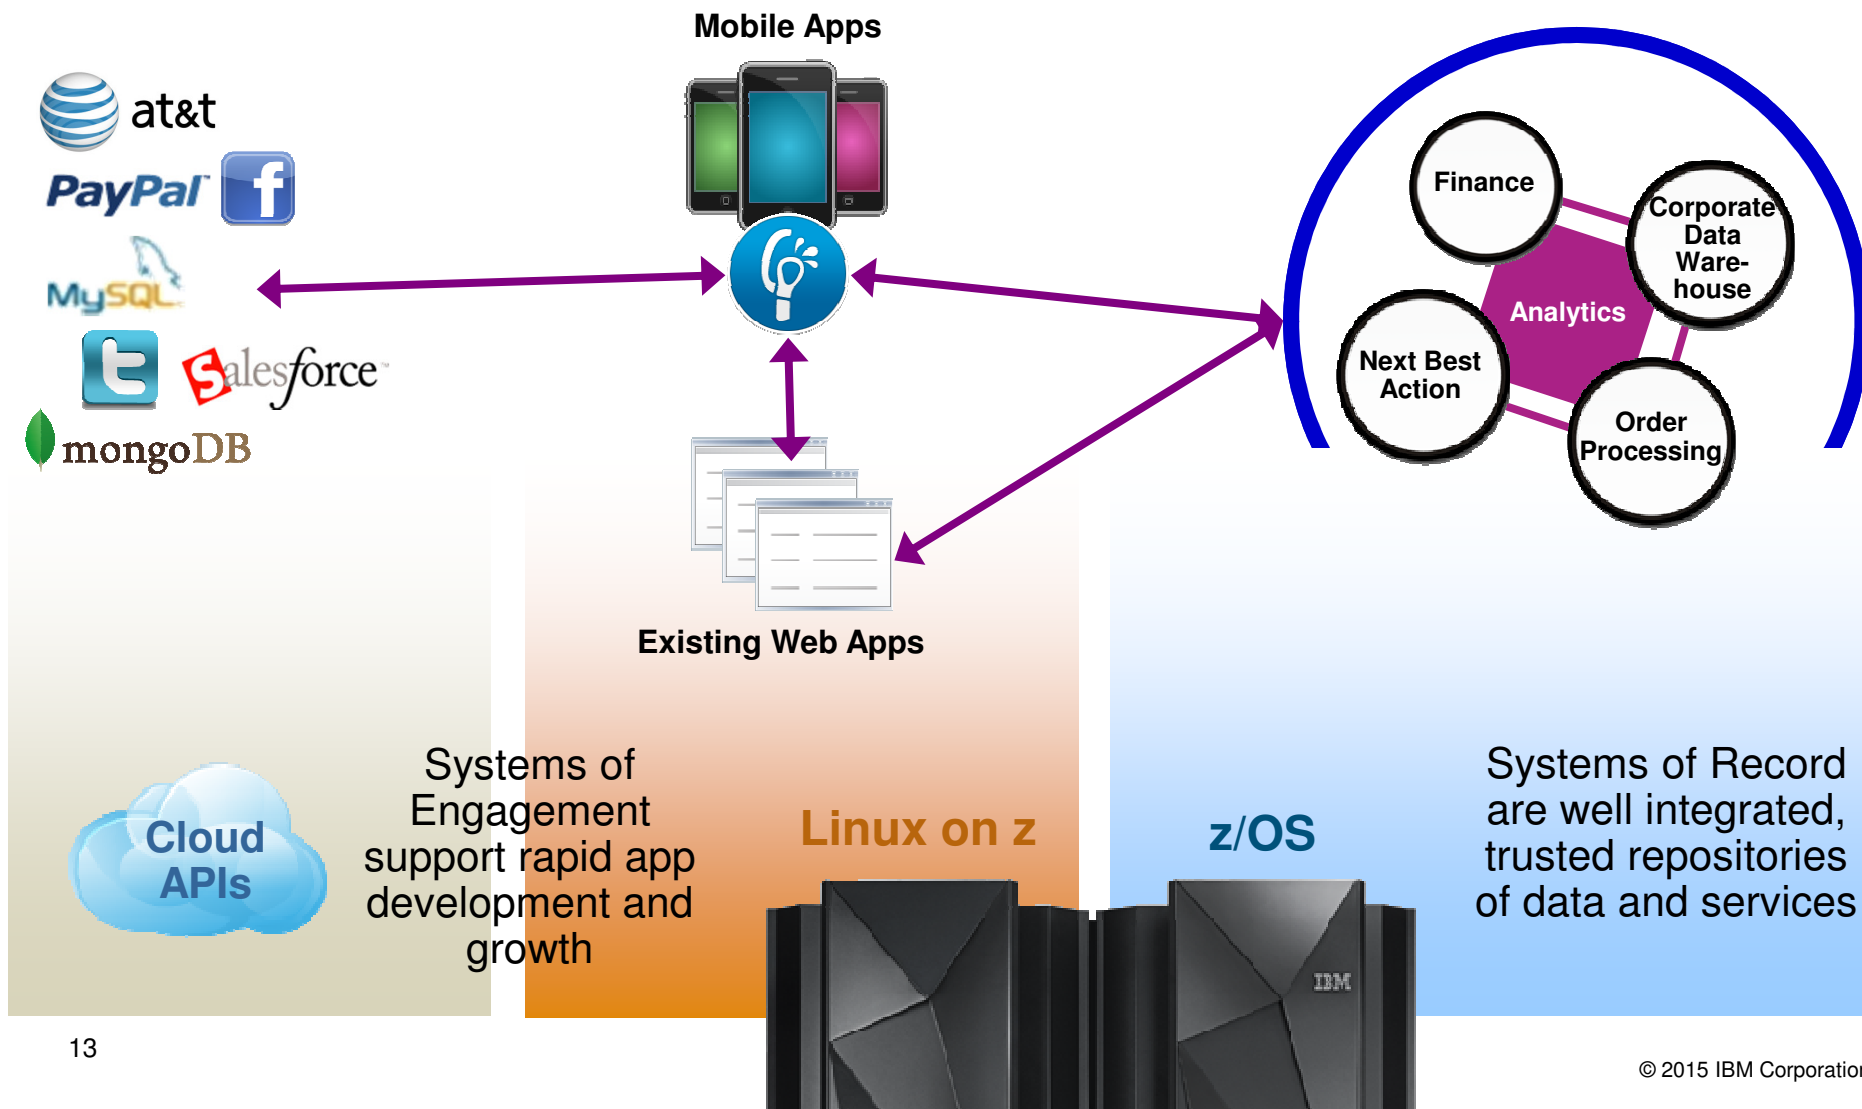 Mobile Apps
at&t
PayPal™
f
MySQL
t
salesforce
mongoDB
Existing Web Apps
Finance
Corporate
Data
Ware-
house
Analytics
Next Best
Action
Order
Processing
Cloud
APIs
Systems of
Engagement
support rapid app
development and
growth
Linux on z
z/OS
IBM
Systems of Record
are well integrated,
trusted repositories
of data and services
13
© 2015 IBM Corporation